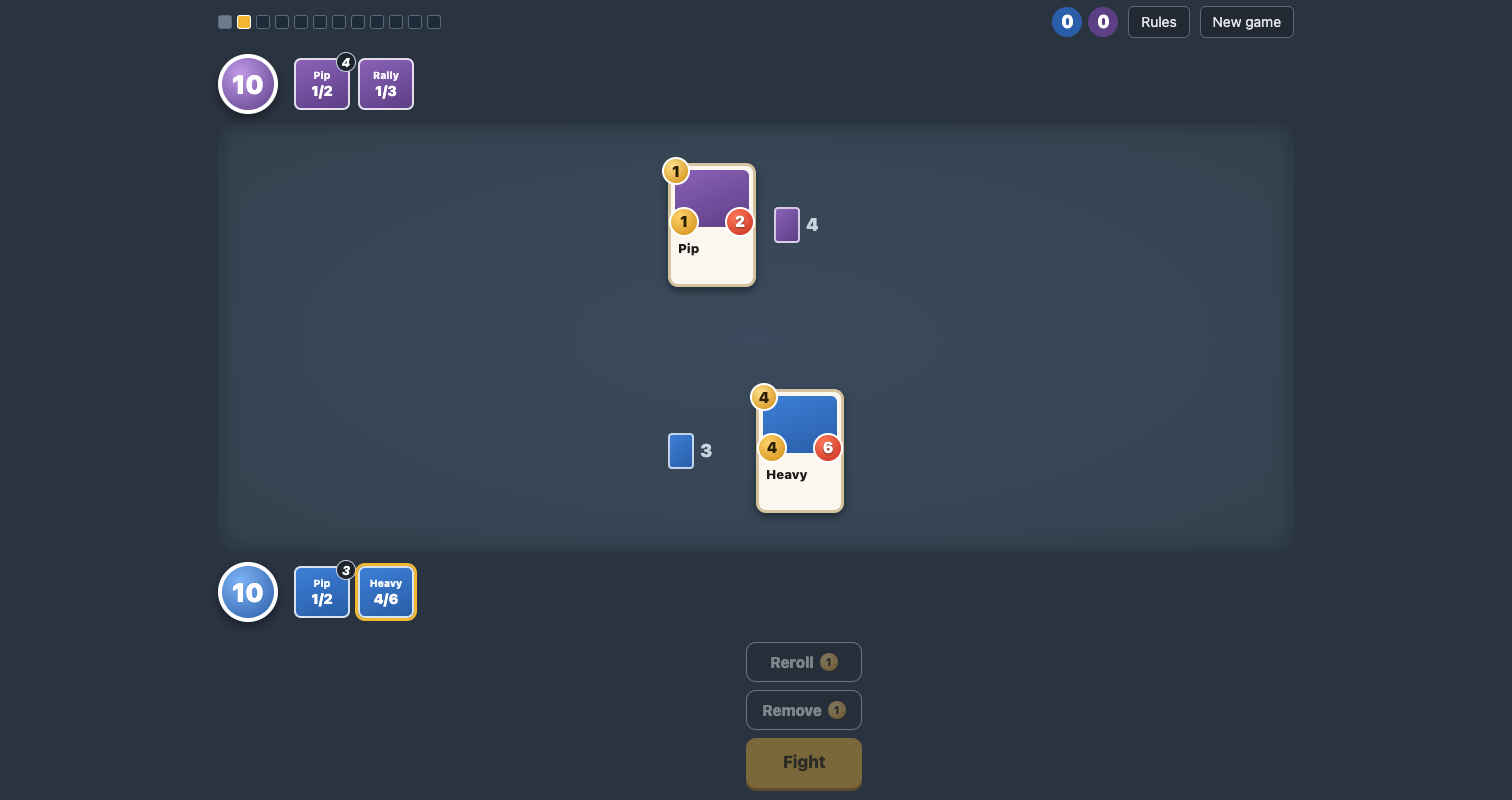 0 0 Rules New game
10
4
Pip
1/2
Rally
1/3
1
1 2
Pip
4
4
4 6
Heavy
3
10
3
Pip
1/2
Heavy
4/6
Reroll 1
Remove 1
Fight